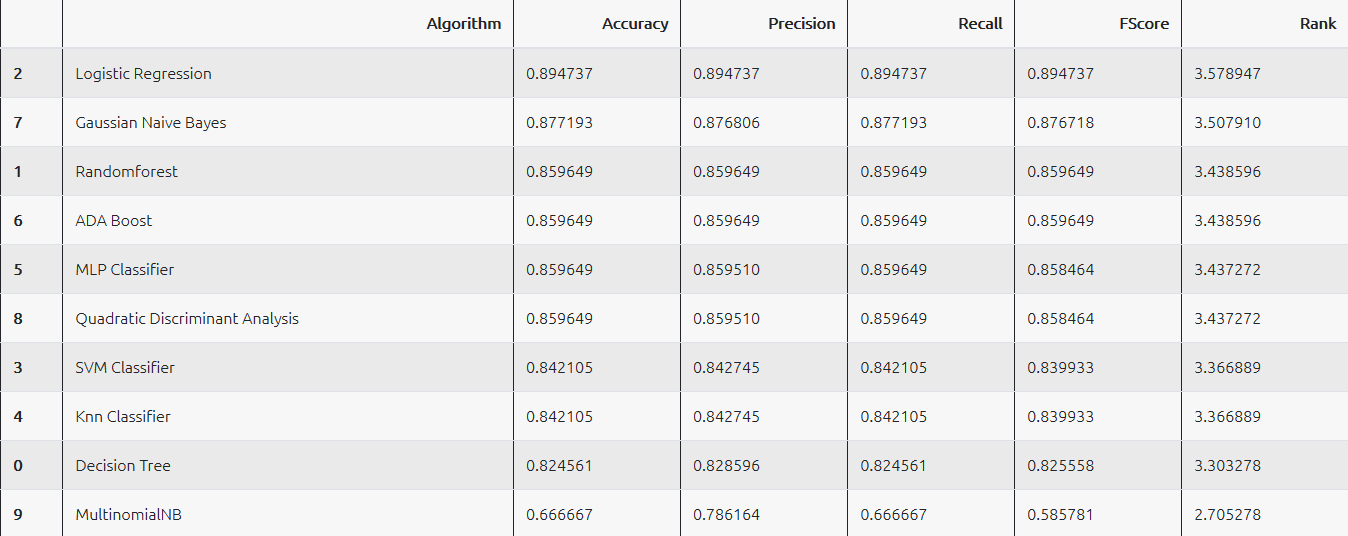 Algorithm Accuracy Precision Recall FScore Rank
2 Logistic Regression 0.894737 0.894737 0.894737 0.894737 3.578947
7 Gaussian Naive Bayes 0.877193 0.876806 0.877193 0.876718 3.507910
1 Randomforest 0.859649 0.859649 0.859649 0.859649 3.438596
6 ADA Boost 0.859649 0.859649 0.859649 0.859649 3.438596
5 MLP Classifier 0.859649 0.859510 0.859649 0.858464 3.437272
8 Quadratic Discriminant Analysis 0.859649 0.859510 0.859649 0.858464 3.437272
3 SVM Classifier 0.842105 0.842745 0.842105 0.839933 3.366889
4 Knn Classifier 0.842105 0.842745 0.842105 0.839933 3.366889
0 Decision Tree 0.824561 0.828596 0.824561 0.825558 3.303278
9 MultinomialNB 0.666667 0.786164 0.666667 0.585781 2.705278